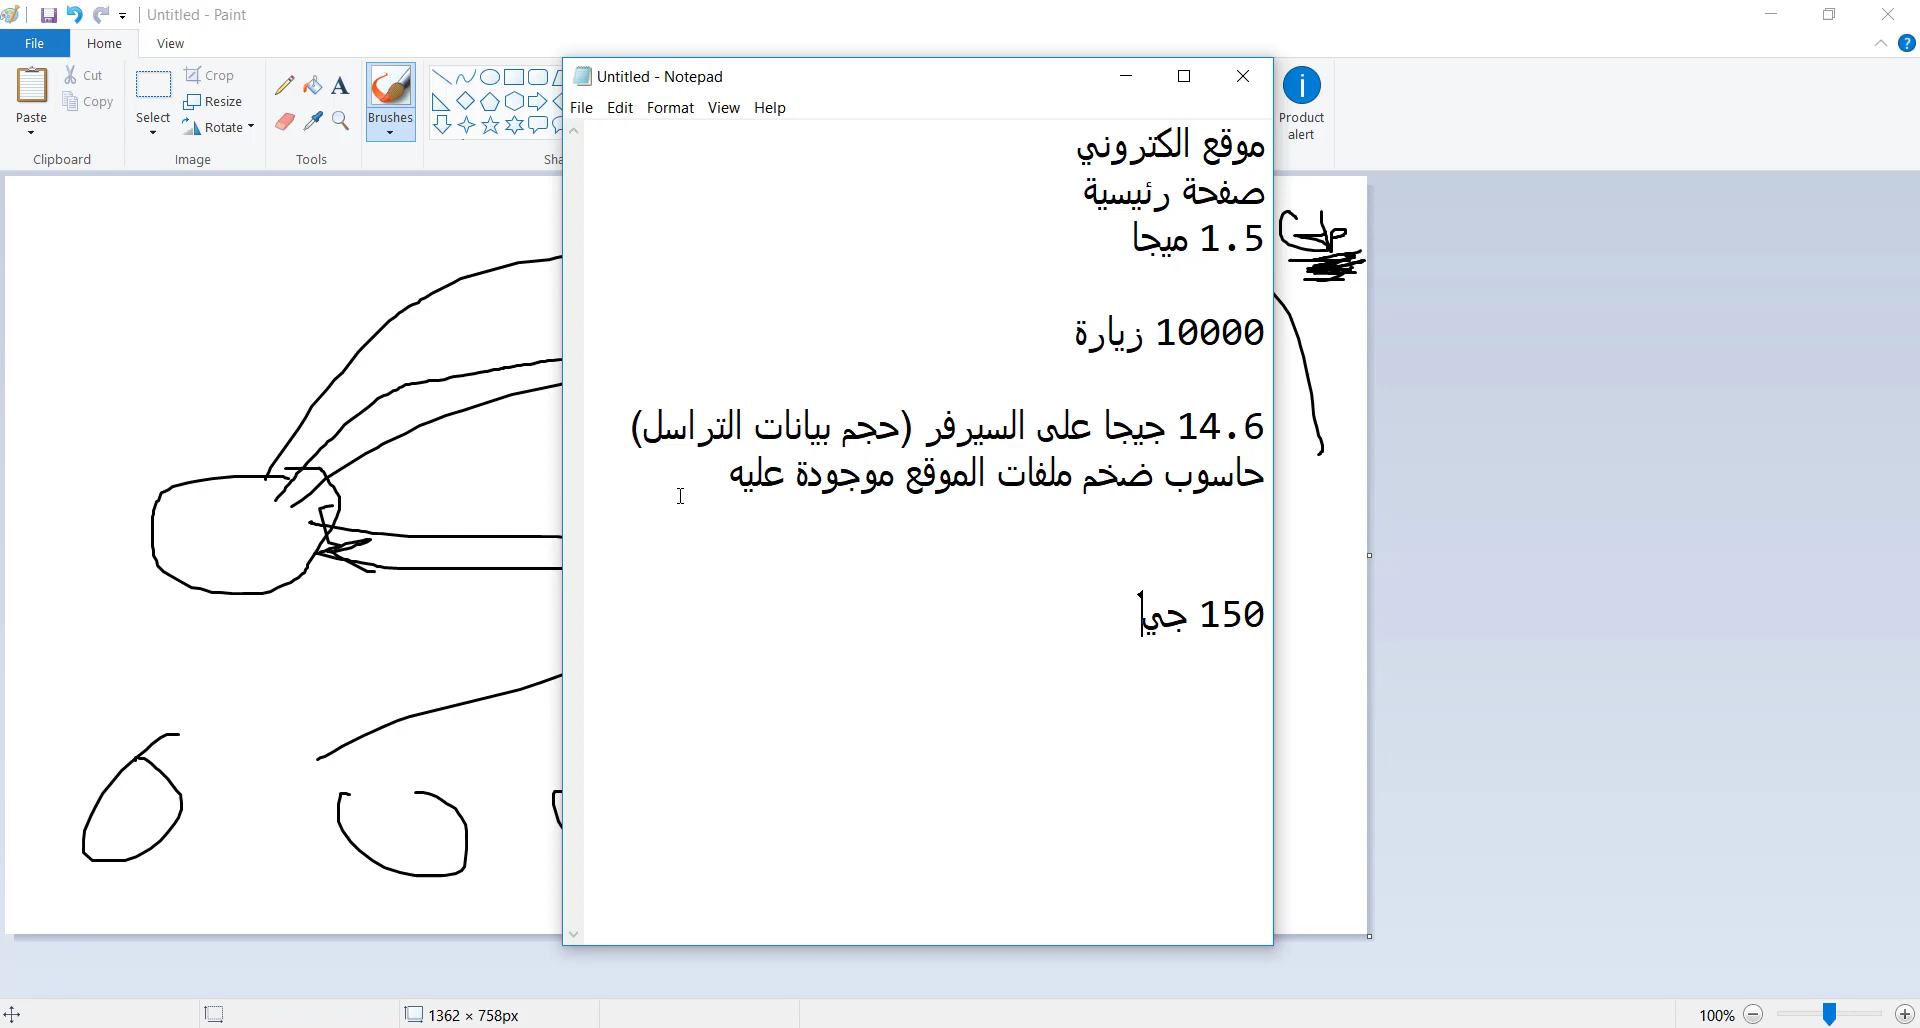 Untitled - Paint
File
Home
View
Paste
Cut
Copy
Clipboard
Select
Crop
Resize
Rotate
Image
Tools
Brushes
Product
alert
Untitled - Notepad
File Edit Format View Help
موقع الكتروني
صفحة رئيسية
1.5 ميجا
10000 زيارة
14.6 جيجا على السيرفر (حجم بيانات التراسل)
حاسوب ضخم ملفات الموقع موجودة عليه
150 جي
1362 × 758px
100%